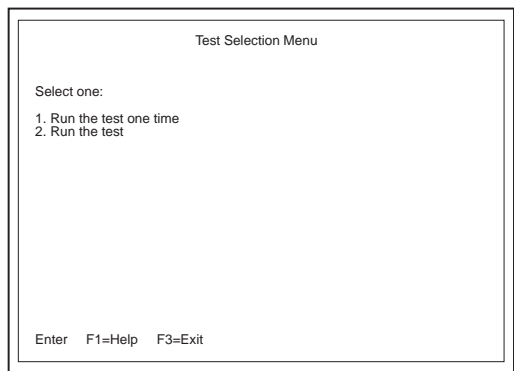 Test Selection Menu
Select one:
1. Run the test one time
2. Run the test
Enter F1=Help F3=Exit